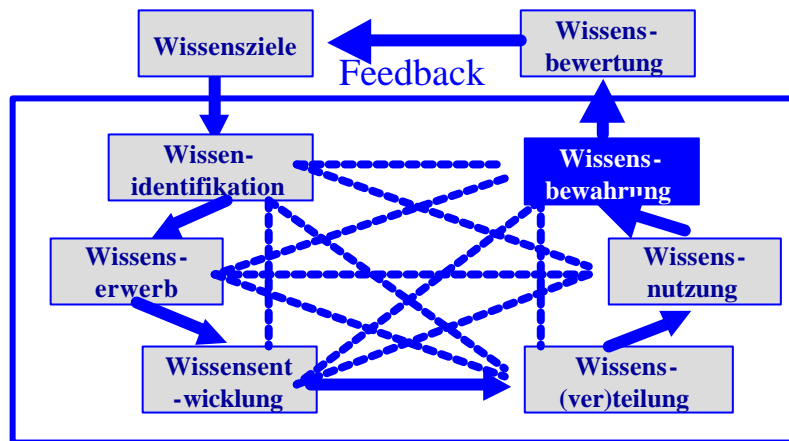 Wissensziele
Wissens-
bewertung
Feedback
Wissen-
identifikation
Wissens-
bewahrung
Wissens-
erwerb
Wissens-
nutzung
Wissensent
-wicklung
Wissens-
(ver)teilung